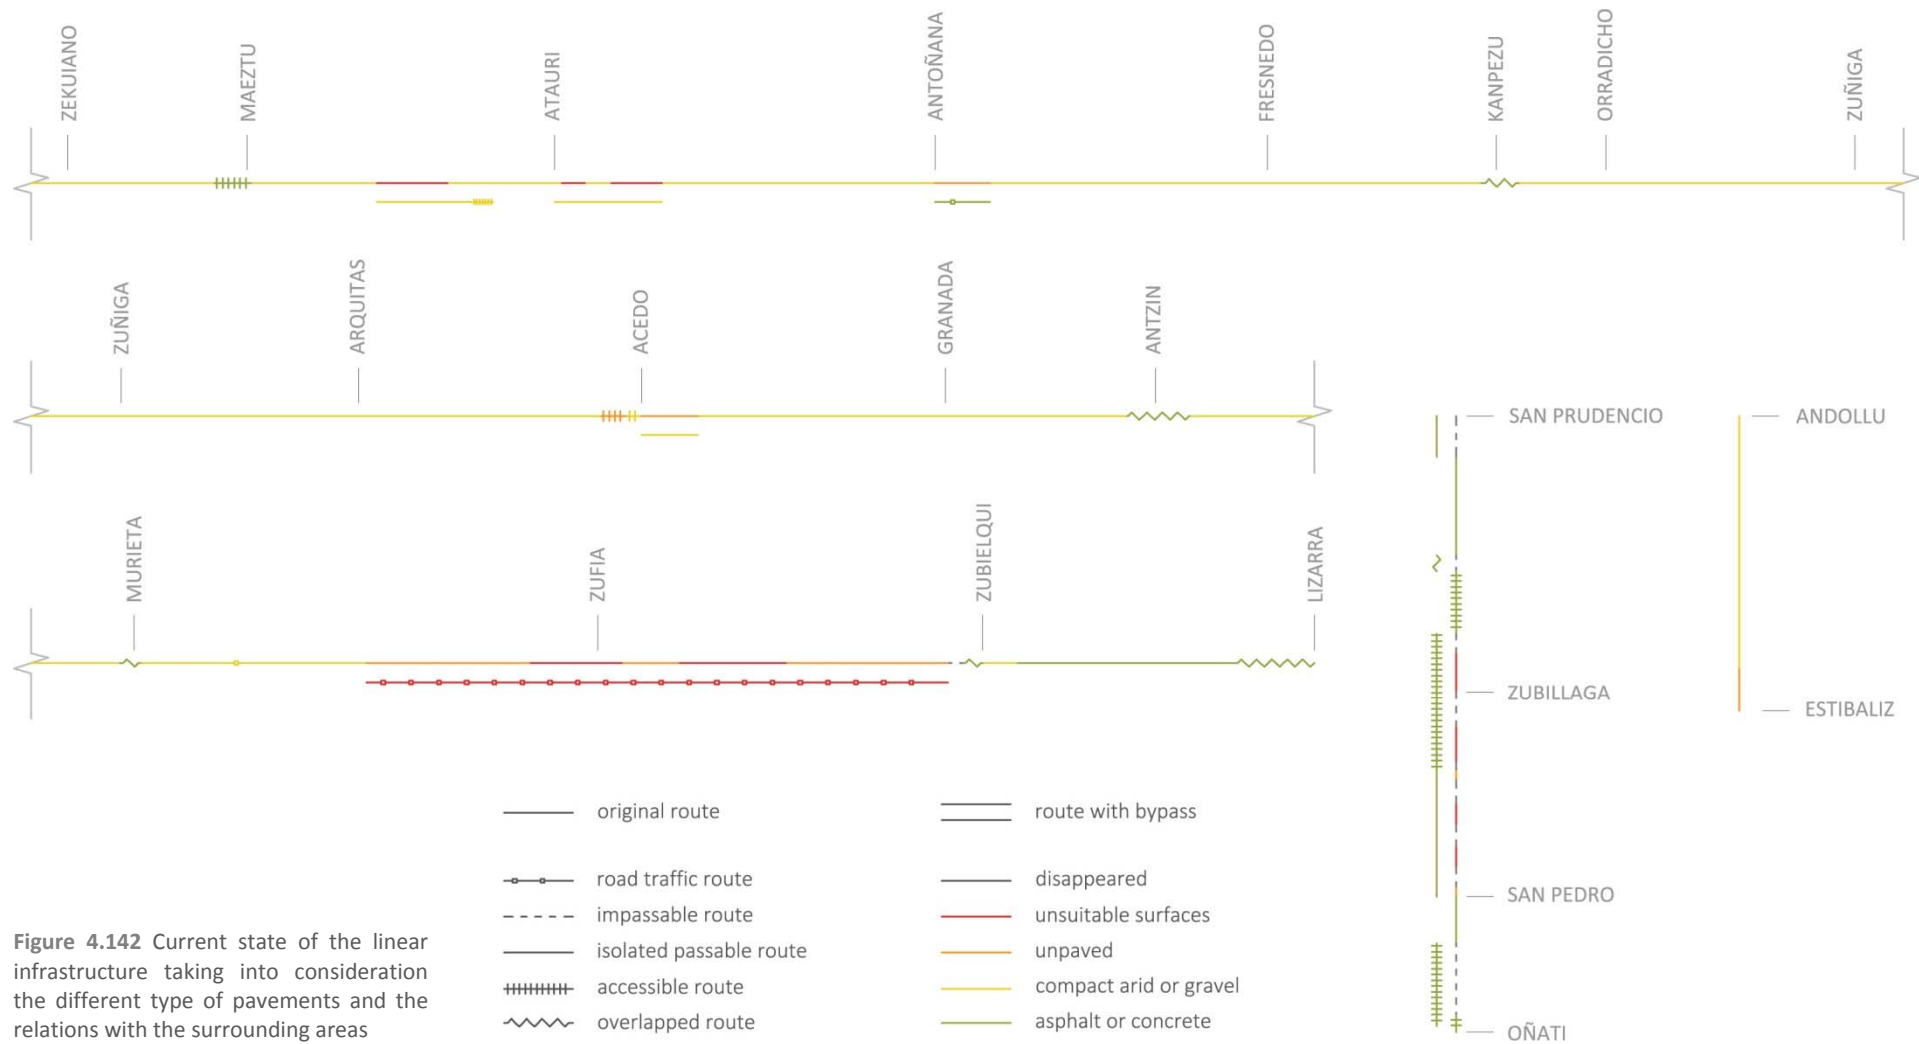 ZEKUIANO
MAEZTU
ATAURI
ANTOÑANA
FRESNEDO
KANPEZU
ORRADICHO
ZUÑIGA
ZUÑIGA
ARQUITAS
ACEDO
GRANADA
ANTZIN
MURIETA
ZUFIA
ZUBIELQUI
LIZARRA
SAN PRUDENCIO
ZUBILLAGA
SAN PEDRO
OÑATI
ANDOLLU
ESTIBALIZ
original route
road traffic route
impassable route
isolated passable route
accessible route
overlapped route
route with bypass
disappeared
unsuitable surfaces
unpaved
compact arid or gravel
asphalt or concrete
Figure 4.142 Current state of the linear
infrastructure taking into consideration
the different type of pavements and the
relations with the surrounding areas